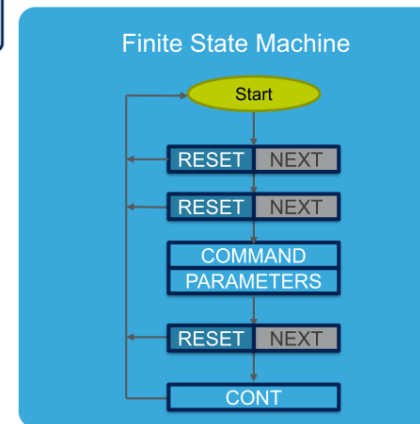 Finite State Machine
Start
RESET NEXT
RESET NEXT
COMMAND
PARAMETERS
RESET NEXT
CONT